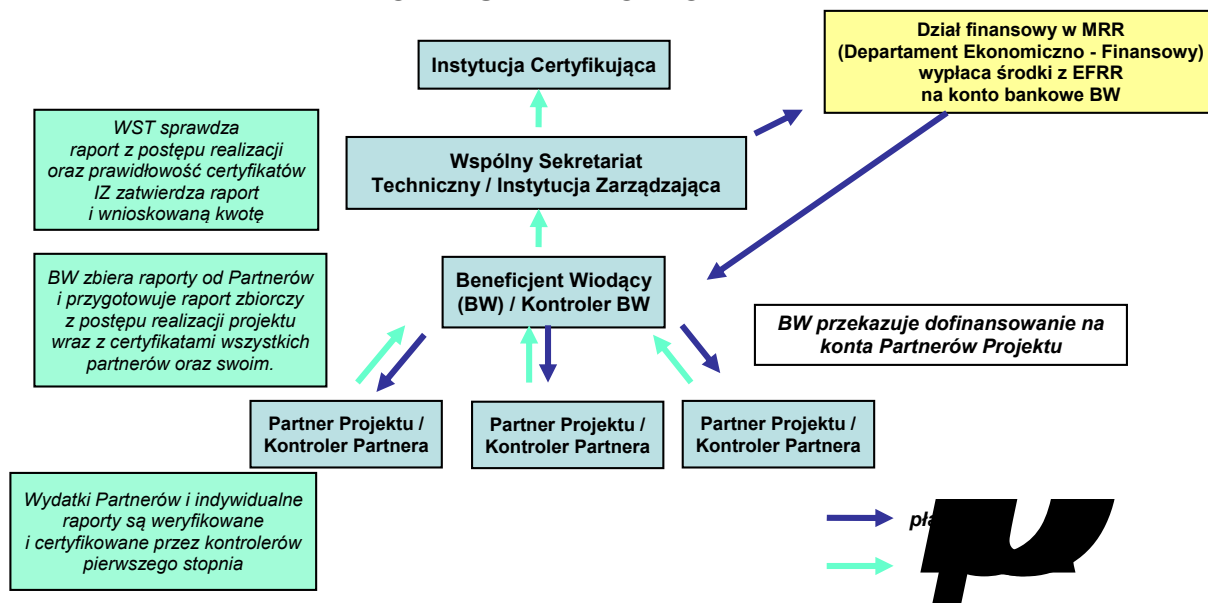 Dział finansowy w MRR
(Departament Ekonomiczno - Finansowy)
wypłaca środki z EFRR
na konto bankowe BW
Instytucja Certyfikująca
WST sprawdza
raport z postępu realizacji
oraz prawidłowość certyfikatów
IZ zatwierdza raport
i wnioskowaną kwotę
Wspólny Sekretariat
Techniczny / Instytucja Zarządzająca
BW zbiera raporty od Partnerów
i przygotowuje raport zbiorczy
z postępu realizacji projektu
wraz z certyfikatami wszystkich
partnerów oraz swoim.
Beneficjent Wiodący
(BW) / Kontroler BW
BW przekazuje dofinansowanie na
konta Partnerów Projektu
Partner Projektu /
Kontroler Partnera
Partner Projektu /
Kontroler Partnera
Partner Projektu /
Kontroler Partnera
Wydatki Partnerów i indywidualne
raporty są weryfikowane
i certyfikowane przez kontrolerów
pierwszego stopnia